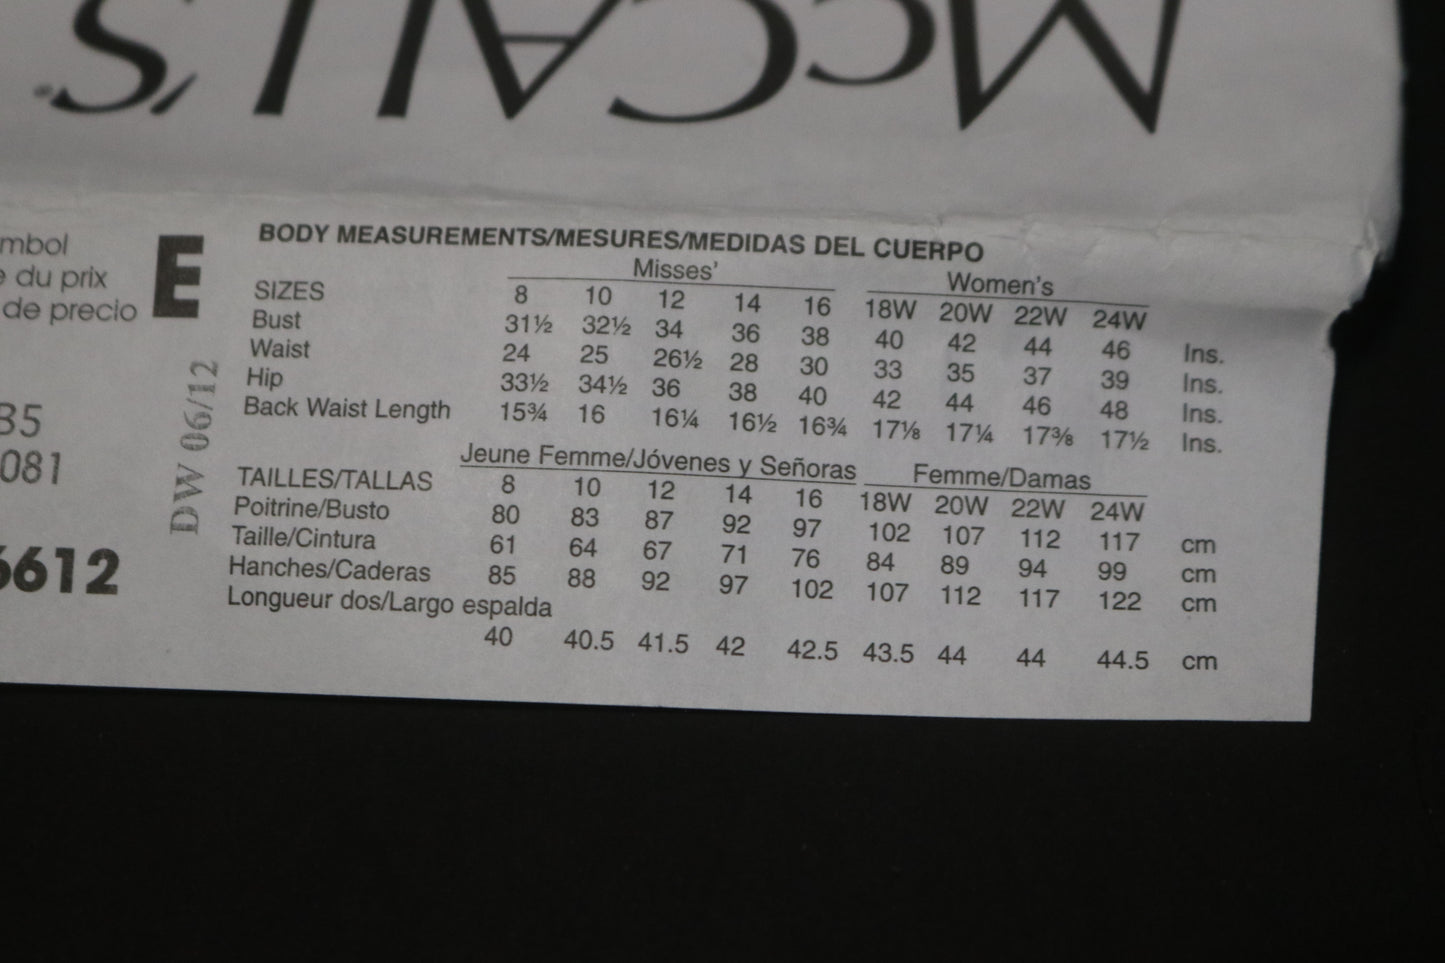 McCALL'S®
mbol
du prix
de precio
E
DW 06/12
35
081
6612
BODY MEASUREMENTS/MESURES/MEDIDAS DEL CUERPO
Misses' Women's
SIZES 8 10 12 14 16 18W 20W 22W 24W
Bust 31½ 32½ 34 36 38 40 42 44 46 Ins.
Waist 24 25 26½ 28 30 33 35 37 39 Ins.
Hip 33½ 34½ 36 38 40 42 44 46 48 Ins.
Back Waist Length 15¾ 16 16¼ 16½ 16¾ 17⅛ 17¼ 17⅜ 17½ Ins.
Jeune Femme/Jóvenes y Señoras Femme/Damas
TAILLES/TALLAS 8 10 12 14 16 18W 20W 22W 24W
Poitrine/Busto 80 83 87 92 97 102 107 112 117 cm
Taille/Cintura 61 64 67 71 76 84 89 94 99 cm
Hanches/Caderas 85 88 92 97 102 107 112 117 122 cm
Longueur dos/Largo espalda
40 40.5 41.5 42 42.5 43.5 44 44 44.5 cm